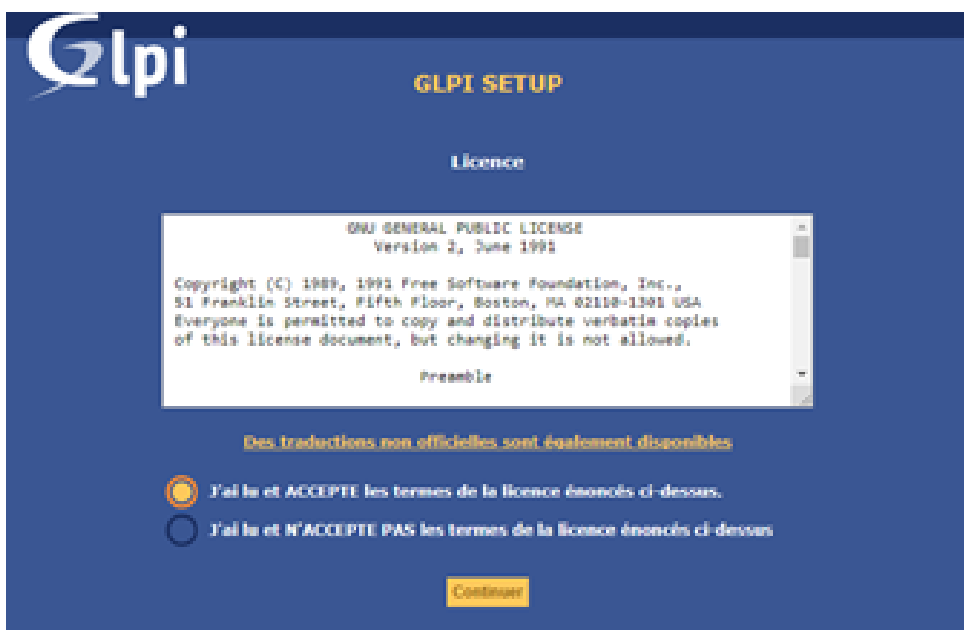 Glpi
GLPI SETUP
Licence
GNU GENERAL PUBLIC LICENSE
Version 2, June 1991
Copyright (C) 1989, 1991 Free Software Foundation, Inc.,
51 Franklin Street, Fifth Floor, Boston, MA 02110-1301 USA
Everyone is permitted to copy and distribute verbatim copies
of this license document, but changing it is not allowed.
Preamble
Des traductions non officielles sont également disponibles
J'ai lu et ACCEPTE les termes de la licence énoncés ci-dessus.
J'ai lu et N'ACCEPTE PAS les termes de la licence énoncés ci-dessus
Continuer